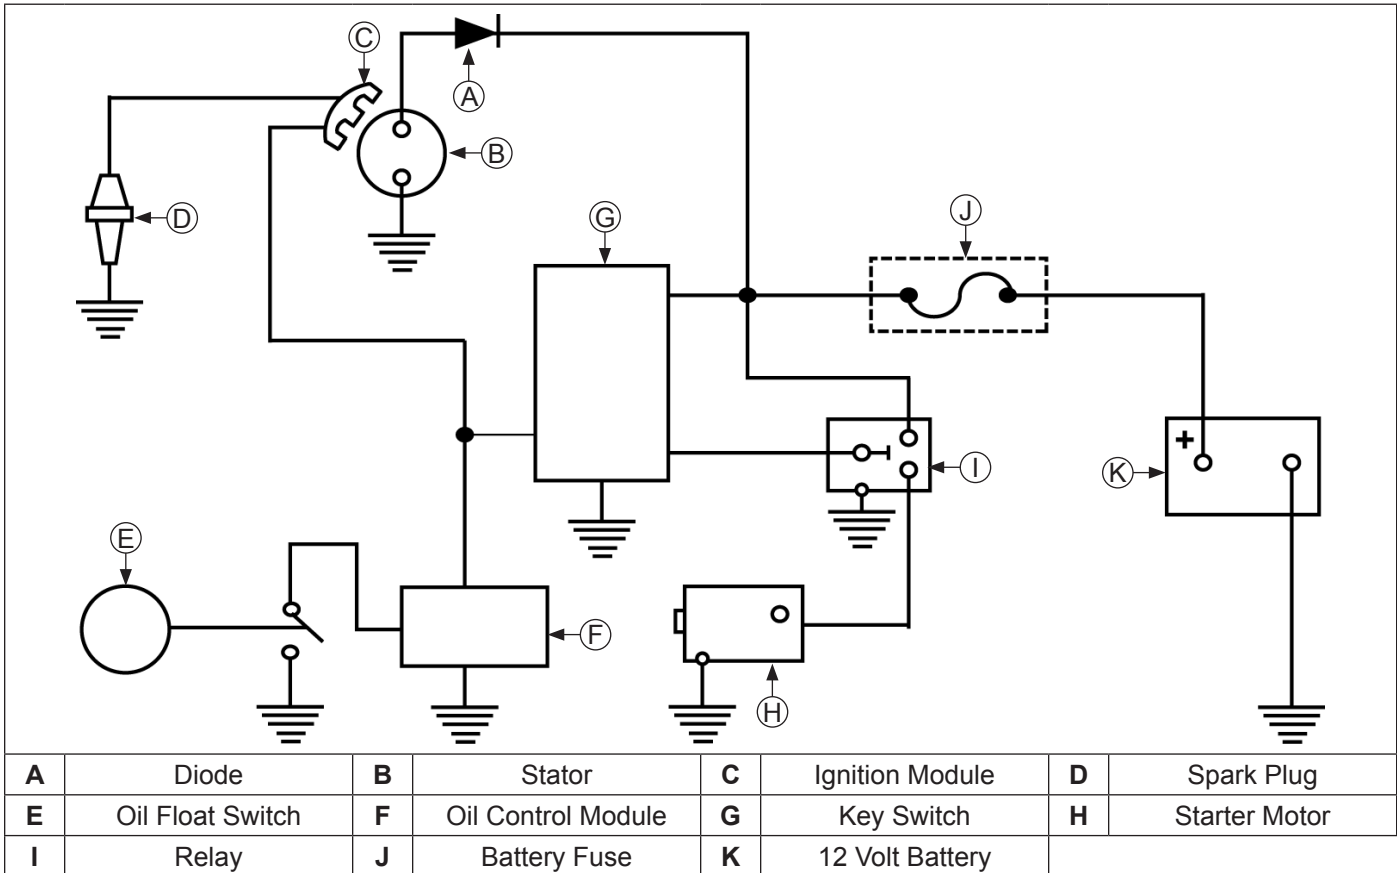 C
A
B
D
G
J
+
I
K
E
F
H
A Diode B Stator C Ignition Module D Spark Plug
E Oil Float Switch F Oil Control Module G Key Switch H Starter Motor
I Relay J Battery Fuse K 12 Volt Battery